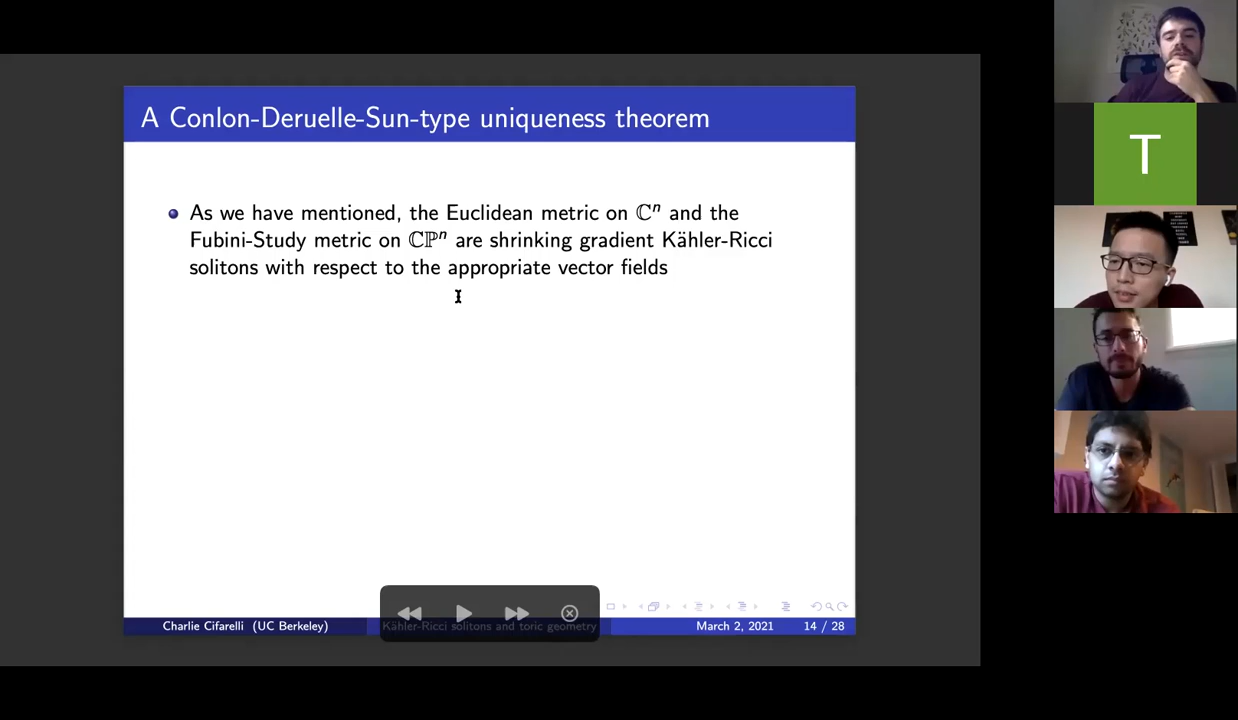 A Conlon-Deruelle-Sun-type uniqueness theorem
As we have mentioned, the Euclidean metric on ℂⁿ and the
Fubini-Study metric on ℂℙⁿ are shrinking gradient Kähler-Ricci
solitons with respect to the appropriate vector fields
Charlie Cifarelli (UC Berkeley) Kähler-Ricci solitons and toric geometry March 2, 2021 14 / 28
T